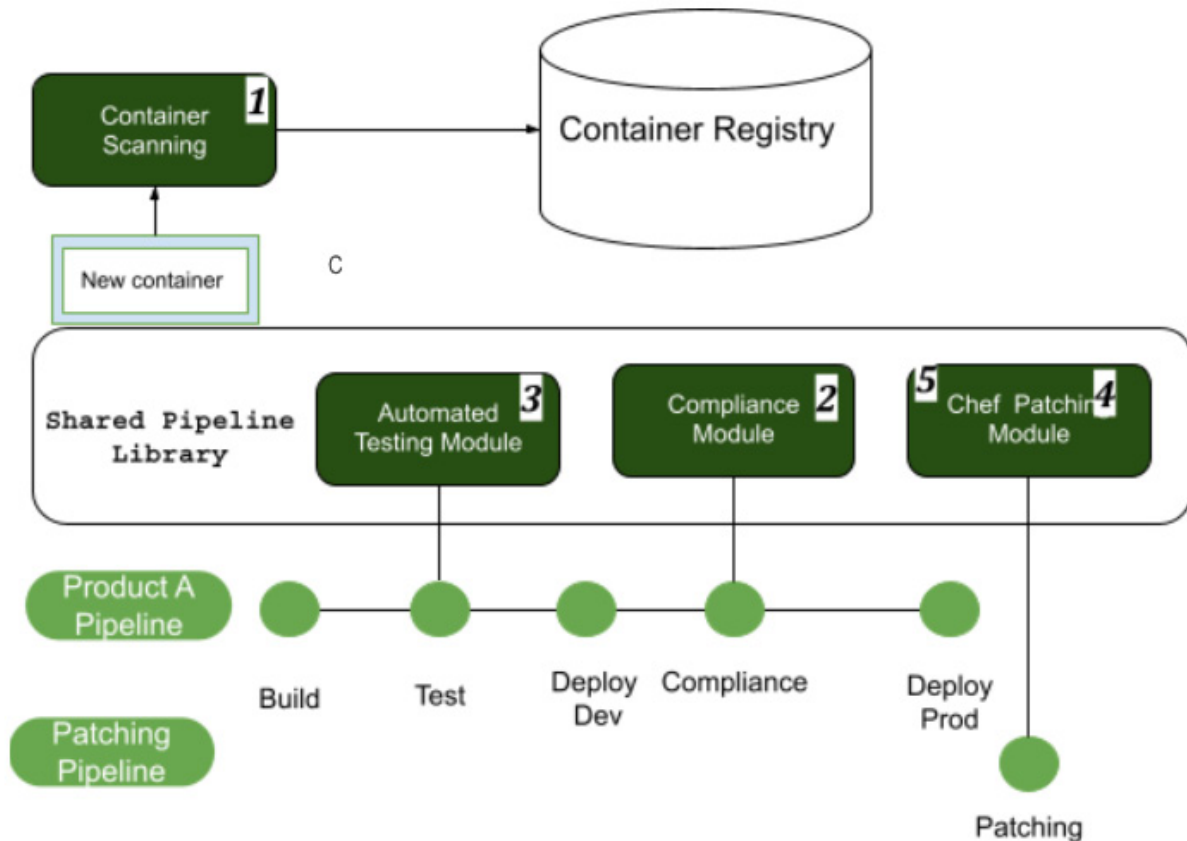 1
Container
Scanning
Container Registry
New container
C
Shared Pipeline
Library
3
Automated
Testing Module
2
Compliance
Module
5
4
Chef Patchin
Module
Product A
Pipeline
Build
Test
Deploy
Dev
Compliance
Deploy
Prod
Patching
Pipeline
Patching